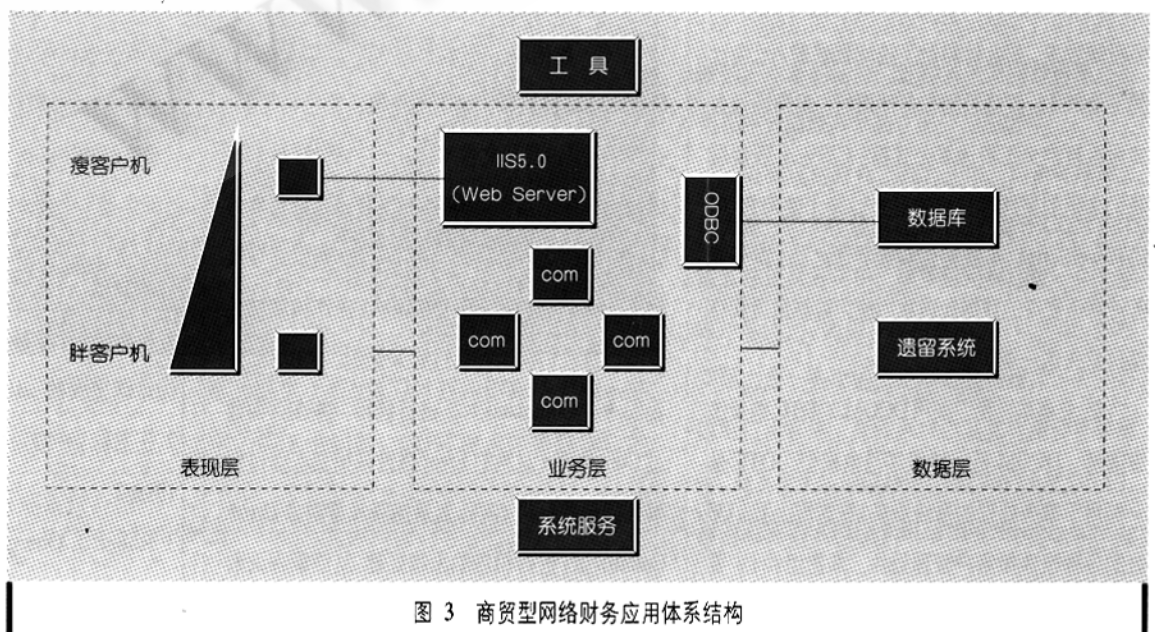 工 具
瘦客户机
IIS5.0
(Web Server)
ODBC
数据库
com
com
com
com
胖客户机
遗留系统
表现层
业务层
数据层
系统服务
图 3 商贸型网络财务应用体系结构